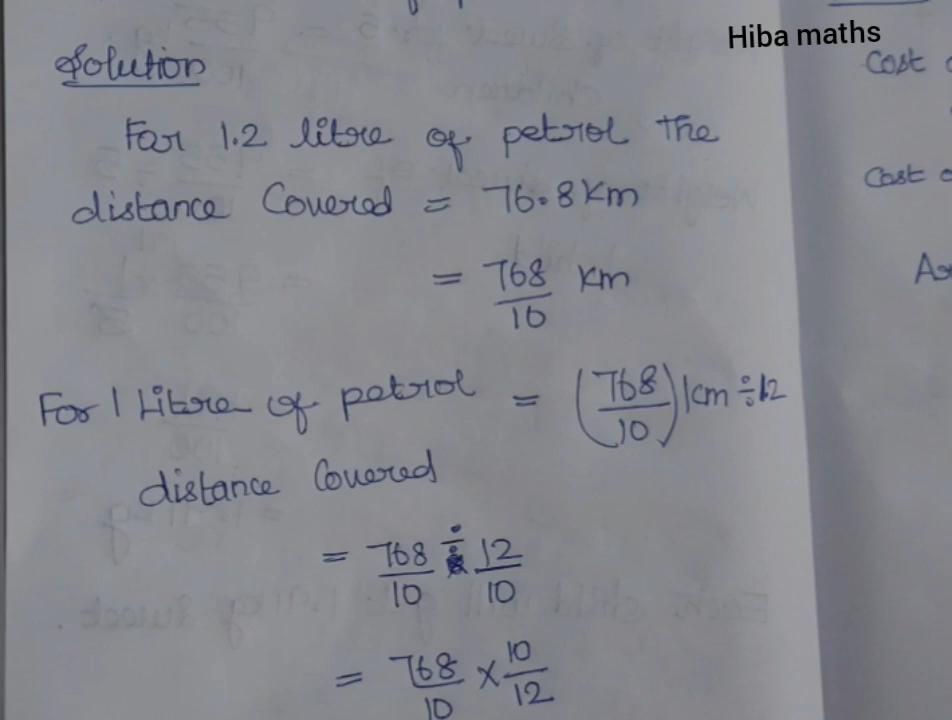 Hiba maths
Solution
For 1.2 litre of petrol the
distance Covered = 76.8 Km
= 768/10 Km
For 1 Litre of petrol = (768/10) km ÷ 12
distance Covered
= 768/10 ÷ 12/10
= 768/10 × 10/12
Cost
Cost